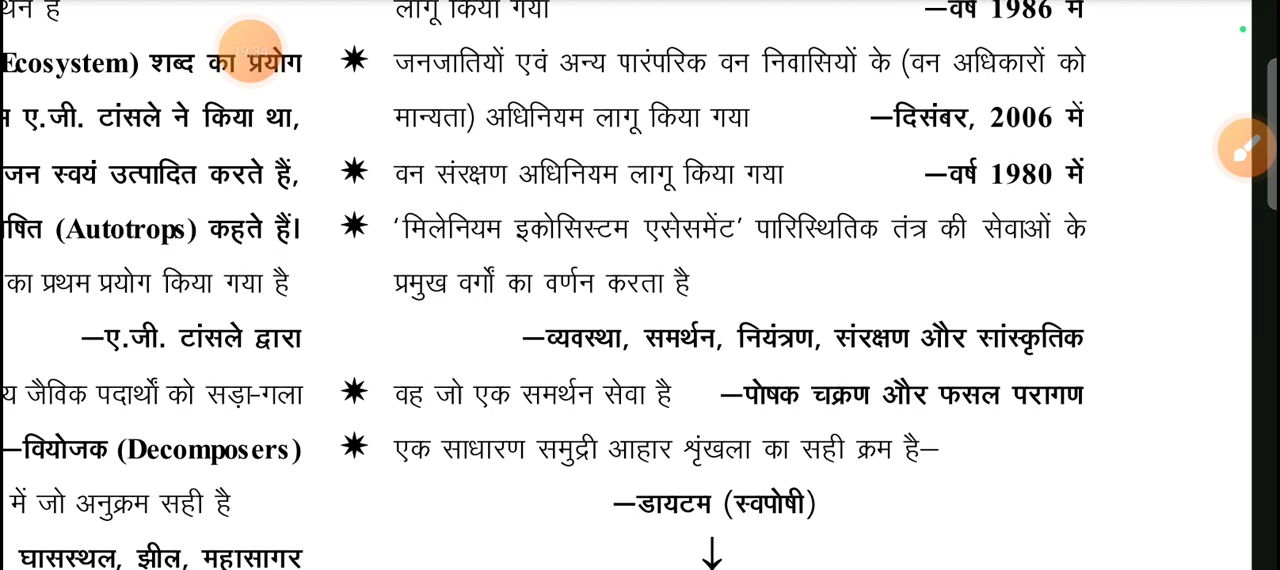 थन है
Ecosystem) शब्द का प्रयोग
ए.जी. टांसले ने किया था,
जन स्वयं उत्पादित करते हैं,
षित (Autotrops) कहते हैं।
का प्रथम प्रयोग किया गया है
–ए.जी. टांसले द्वारा
य जैविक पदार्थों को सड़ा-गला
–वियोजक (Decomposers)
में जो अनुक्रम सही है
घासस्थल, झील, महासागर
लागू किया गया –वर्ष 1986 में
✷ जनजातियों एवं अन्य पारंपरिक वन निवासियों के (वन अधिकारों को
मान्यता) अधिनियम लागू किया गया –दिसंबर, 2006 में
✷ वन संरक्षण अधिनियम लागू किया गया –वर्ष 1980 में
✷ ‘मिलेनियम इकोसिस्टम एसेसमेंट’ पारिस्थितिक तंत्र की सेवाओं के
प्रमुख वर्गों का वर्णन करता है
–व्यवस्था, समर्थन, नियंत्रण, संरक्षण और सांस्कृतिक
✷ वह जो एक समर्थन सेवा है –पोषक चक्रण और फसल परागण
✷ एक साधारण समुद्री आहार शृंखला का सही क्रम है–
–डायटम (स्वपोषी)
↓